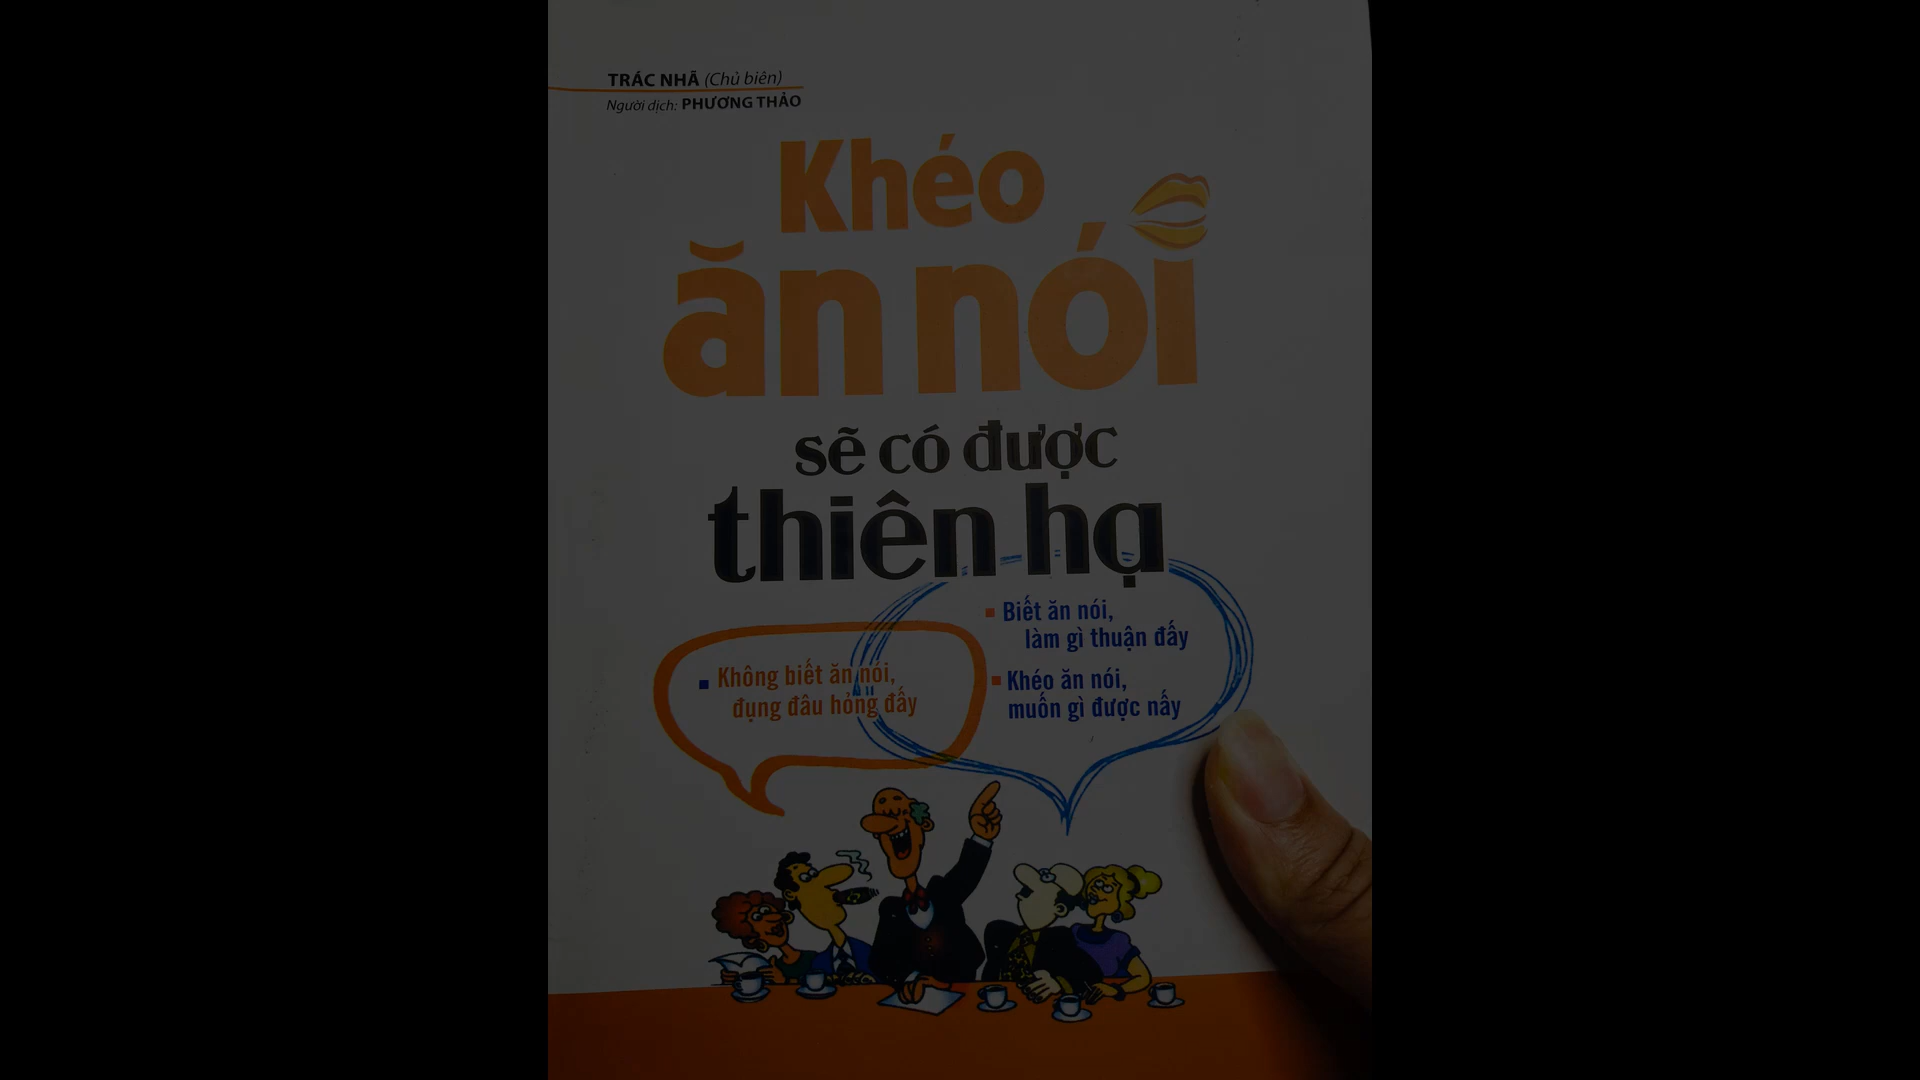 TRÁC NHÃ (Chủ biên)
Người dịch: PHƯƠNG THẢO
Khéo
ăn nói
sẽ có được
thiên hạ
Biết ăn nói,
làm gì thuận đấy
Khéo ăn nói,
muốn gì được nấy
Không biết ăn nói,
đụng đâu hỏng đấy